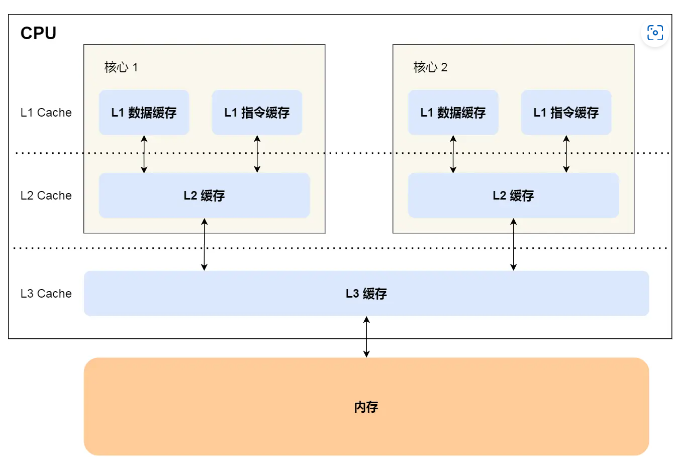 CPU
核心 1
核心 2
L1 Cache
L1 数据缓存
L1 指令缓存
L1 数据缓存
L1 指令缓存
L2 Cache
L2 缓存
L2 缓存
L3 Cache
L3 缓存
内存